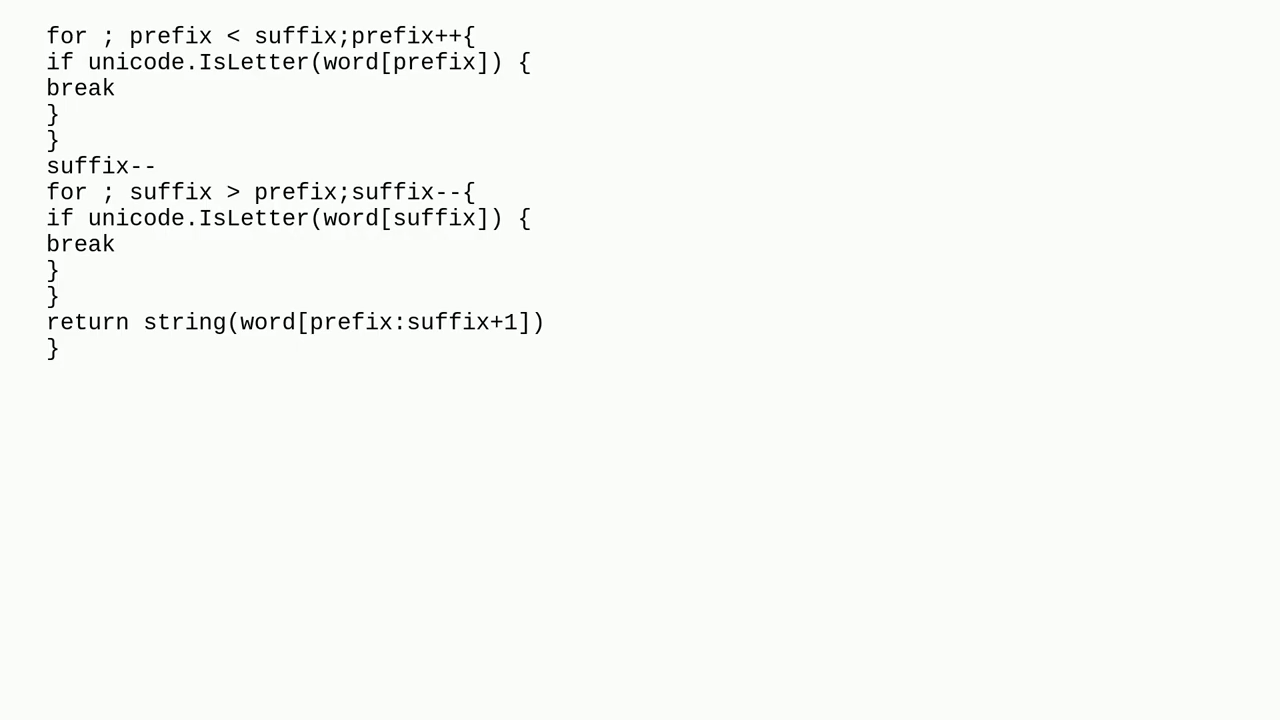 for ; prefix < suffix;prefix++{
if unicode.IsLetter(word[prefix]) {
break
}
}
suffix--
for ; suffix > prefix;suffix--{
if unicode.IsLetter(word[suffix]) {
break
}
}
return string(word[prefix:suffix+1])
}